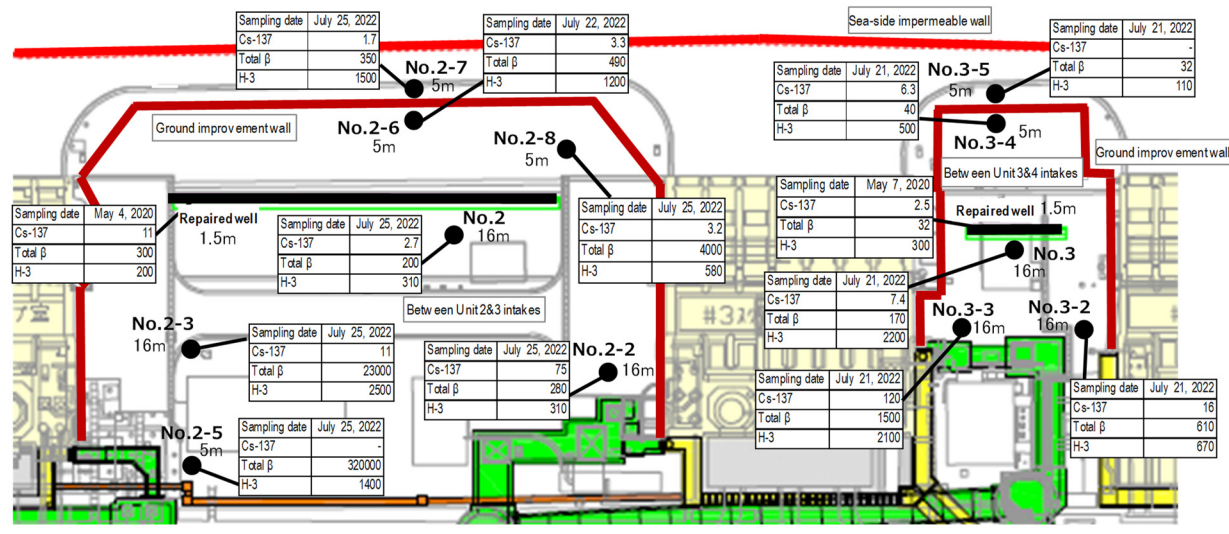 Sampling date July 25, 2022
Cs-137 1.7
Total β 350
H-3 1500
No.2-7
5m
Sampling date July 22, 2022
Cs-137 3.3
Total β 490
H-3 1200
No.2-6
5m
Sea-side impermeable wall
Sampling date July 21, 2022
Cs-137 -
Total β 32
H-3 110
No.3-5
5m
Sampling date July 21, 2022
Cs-137 6.3
Total β 40
H-3 500
No.3-4
5m
Ground improvement wall
Ground improvement wall
No.2-8
5m
Sampling date July 25, 2022
Cs-137 3.2
Total β 4000
H-3 580
Between Unit 3&4 intakes
Sampling date May 7, 2020
Cs-137 2.5
Total β 32
H-3 300
Repaired well 1.5m
Sampling date May 4, 2020
Cs-137 11
Total β 300
H-3 200
Repaired well
1.5m
Sampling date July 25, 2022
Cs-137 2.7
Total β 200
H-3 310
No.2
16m
No.3
16m
Sampling date July 21, 2022
Cs-137 7.4
Total β 170
H-3 2200
Between Unit 2&3 intakes
No.2-3
16m
Sampling date July 25, 2022
Cs-137 11
Total β 23000
H-3 2500
Sampling date July 25, 2022
Cs-137 75
Total β 280
H-3 310
No.2-2
16m
#3
No.3-3
16m
No.3-2
16m
Sampling date July 21, 2022
Cs-137 120
Total β 1500
H-3 2100
Sampling date July 21, 2022
Cs-137 16
Total β 610
H-3 670
No.2-5
5m
Sampling date July 25, 2022
Cs-137 -
Total β 320000
H-3 1400